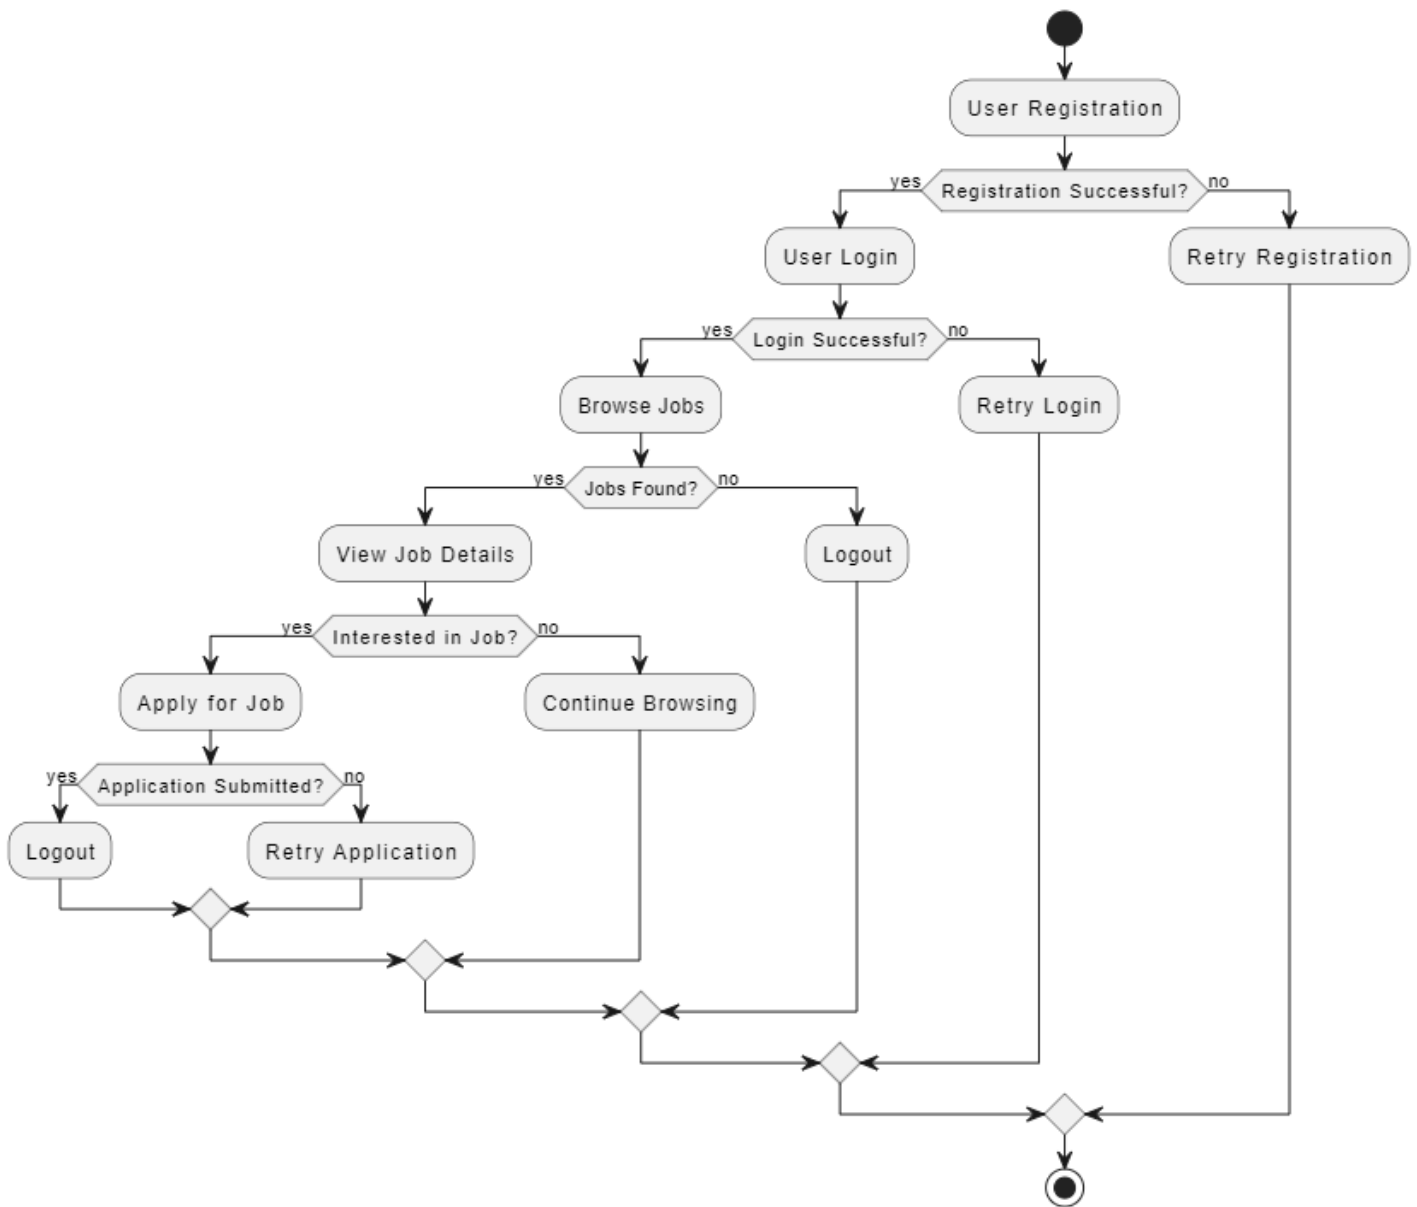 User Registration
yes
Registration Successful?
no
User Login
Retry Registration
yes
Login Successful?
no
Browse Jobs
Retry Login
yes
Jobs Found?
no
View Job Details
Logout
yes
Interested in Job?
no
Apply for Job
Continue Browsing
yes
Application Submitted?
no
Logout
Retry Application